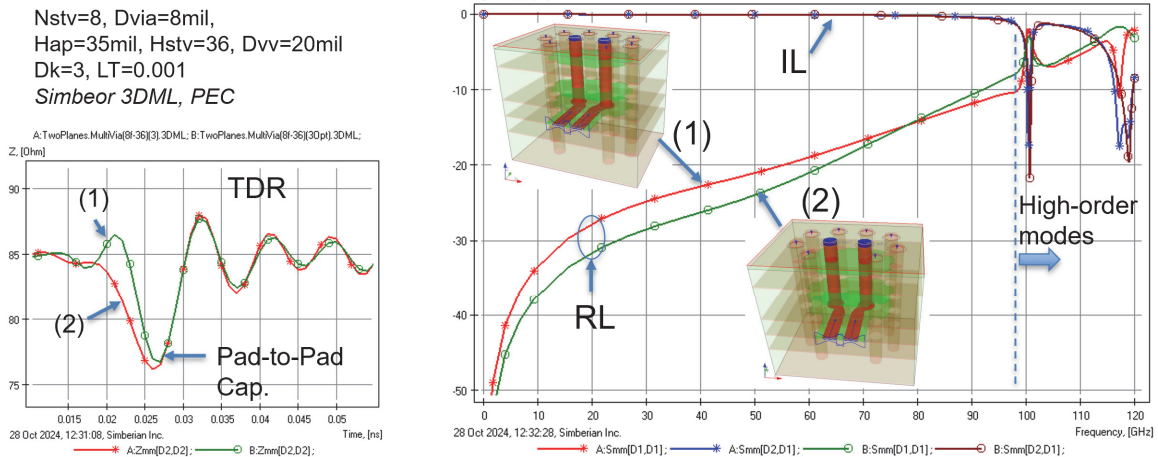 Nstv=8, Dvia=8mil,
Hap=35mil, Hstv=36, Dvv=20mil
Dk=3, LT=0.001
Simbeor 3DML, PEC
A:TwoPlanes.MultiVia(8f-36)(3).3DML; B:TwoPlanes.MultiVia(8f-36)(3Opt).3DML;
Z, [Ohm]
TDR
(1)
(2)
Pad-to-Pad
Cap.
90
85
80
75
0.015
0.02
0.025
0.03
0.035
0.04
0.045
0.05
28 Oct 2024, 12:31:08, Simberian Inc.
Time, [ns]
A:Zmm[D2,D2];
B:Zmm[D2,D2];
0
-10
-20
-30
-40
-50
IL
(1)
(2)
RL
High-order
modes
0
10
20
30
40
50
60
70
80
90
100
110
120
28 Oct 2024, 12:32:28, Simberian Inc.
Frequency, [GHz]
A:Smm[D1,D1];
A:Smm[D2,D1];
B:Smm[D1,D1];
B:Smm[D2,D1];